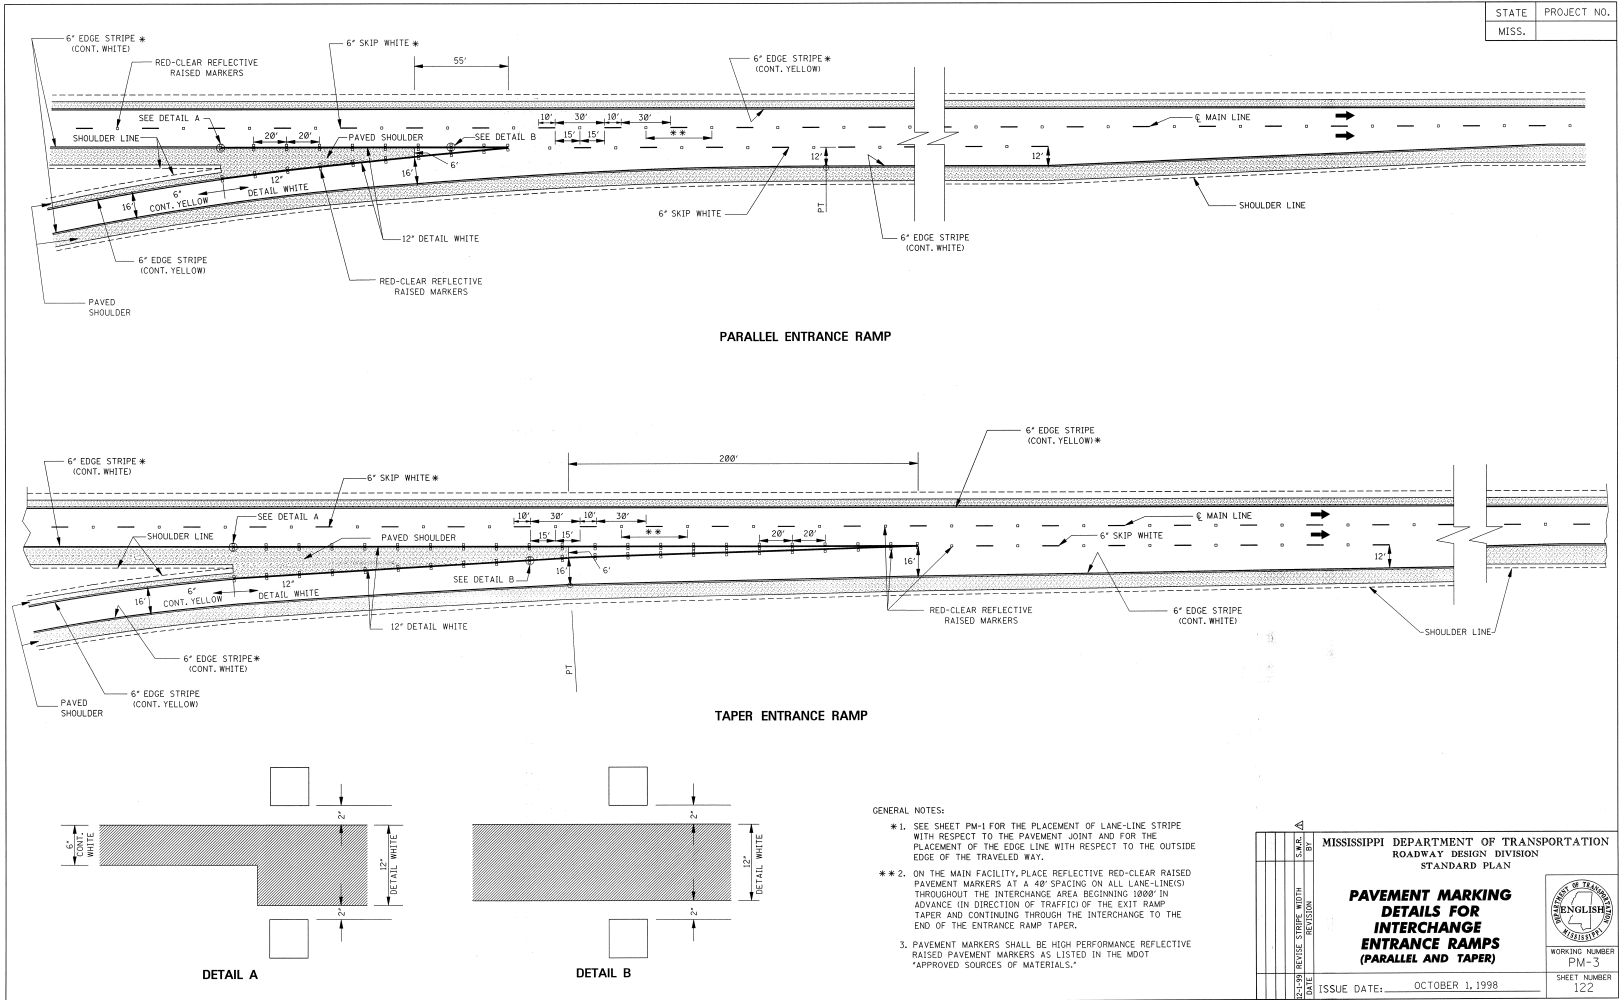 STATE PROJECT NO.
MISS.
6" EDGE STRIPE *
(CONT. WHITE)
RED-CLEAR REFLECTIVE
RAISED MARKERS
6" SKIP WHITE *
55'
6" EDGE STRIPE *
(CONT. YELLOW)
SEE DETAIL A
SHOULDER LINE
20' 20'
PAVED SHOULDER
SEE DETAIL B
10' 30' 10' 30'
15' 15'
* *
℄ MAIN LINE
12'
12'
6'
16'
12"
DETAIL WHITE
6"
CONT. YELLOW
16'
12" DETAIL WHITE
6" SKIP WHITE
PT
6" EDGE STRIPE
(CONT. WHITE)
SHOULDER LINE
6" EDGE STRIPE
(CONT. YELLOW)
RED-CLEAR REFLECTIVE
RAISED MARKERS
PAVED
SHOULDER
PARALLEL ENTRANCE RAMP
6" EDGE STRIPE
(CONT. YELLOW) *
6" EDGE STRIPE *
(CONT. WHITE)
200'
6" SKIP WHITE *
SEE DETAIL A
SHOULDER LINE
PAVED SHOULDER
10' 30' 10' 30'
15' 15'
* *
20' 20'
℄ MAIN LINE
6" SKIP WHITE
12'
SEE DETAIL B
6'
16'
16'
12"
DETAIL WHITE
6"
CONT. YELLOW
16'
12" DETAIL WHITE
RED-CLEAR REFLECTIVE
RAISED MARKERS
6" EDGE STRIPE
(CONT. WHITE)
SHOULDER LINE
6" EDGE STRIPE *
(CONT. WHITE)
PT
6" EDGE STRIPE
(CONT. YELLOW)
PAVED
SHOULDER
TAPER ENTRANCE RAMP
6"
CONT.
WHITE
2"
12"
DETAIL WHITE
2"
DETAIL A
2"
12"
DETAIL WHITE
2"
DETAIL B
GENERAL NOTES:
* 1. SEE SHEET PM-1 FOR THE PLACEMENT OF LANE-LINE STRIPE
WITH RESPECT TO THE PAVEMENT JOINT AND FOR THE
PLACEMENT OF THE EDGE LINE WITH RESPECT TO THE OUTSIDE
EDGE OF THE TRAVELED WAY.
* * 2. ON THE MAIN FACILITY, PLACE REFLECTIVE RED-CLEAR RAISED
PAVEMENT MARKERS AT A 40' SPACING ON ALL LANE-LINE(S)
THROUGHOUT THE INTERCHANGE AREA BEGINNING 1000' IN
ADVANCE (IN DIRECTION OF TRAFFIC) OF THE EXIT RAMP
TAPER AND CONTINUING THROUGH THE INTERCHANGE TO THE
END OF THE ENTRANCE RAMP TAPER.
3. PAVEMENT MARKERS SHALL BE HIGH PERFORMANCE REFLECTIVE
RAISED PAVEMENT MARKERS AS LISTED IN THE MDOT
"APPROVED SOURCES OF MATERIALS."
S.W.R.
BY
REVISE STRIPE WIDTH
REVISION
12-1-99
DATE
MISSISSIPPI DEPARTMENT OF TRANSPORTATION
ROADWAY DESIGN DIVISION
STANDARD PLAN
PAVEMENT MARKING
DETAILS FOR
INTERCHANGE
ENTRANCE RAMPS
(PARALLEL AND TAPER)
DEPARTMENT OF TRANSPORTATION
ENGLISH
MISSISSIPPI
WORKING NUMBER
PM-3
SHEET NUMBER
122
ISSUE DATE: OCTOBER 1, 1998